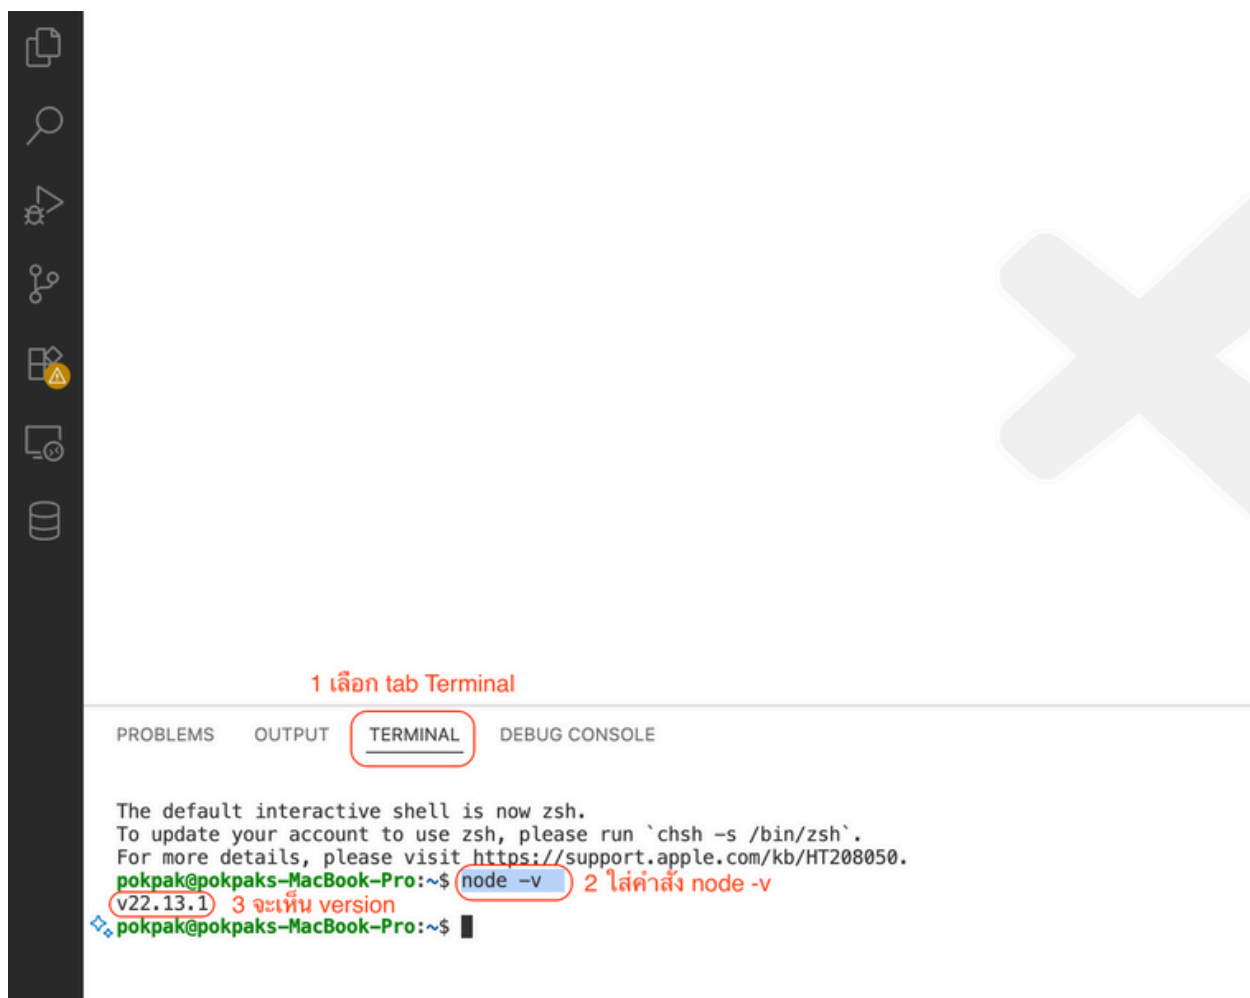 1 เลือก tab Terminal
PROBLEMS OUTPUT TERMINAL DEBUG CONSOLE
The default interactive shell is now zsh.
To update your account to use zsh, please run `chsh -s /bin/zsh`.
For more details, please visit https://support.apple.com/kb/HT208050.
pokpak@pokpaks-MacBook-Pro:~$ node -v 2 ใส่คำสั่ง node -v
v22.13.1 3 จะเห็น version
pokpak@pokpaks-MacBook-Pro:~$